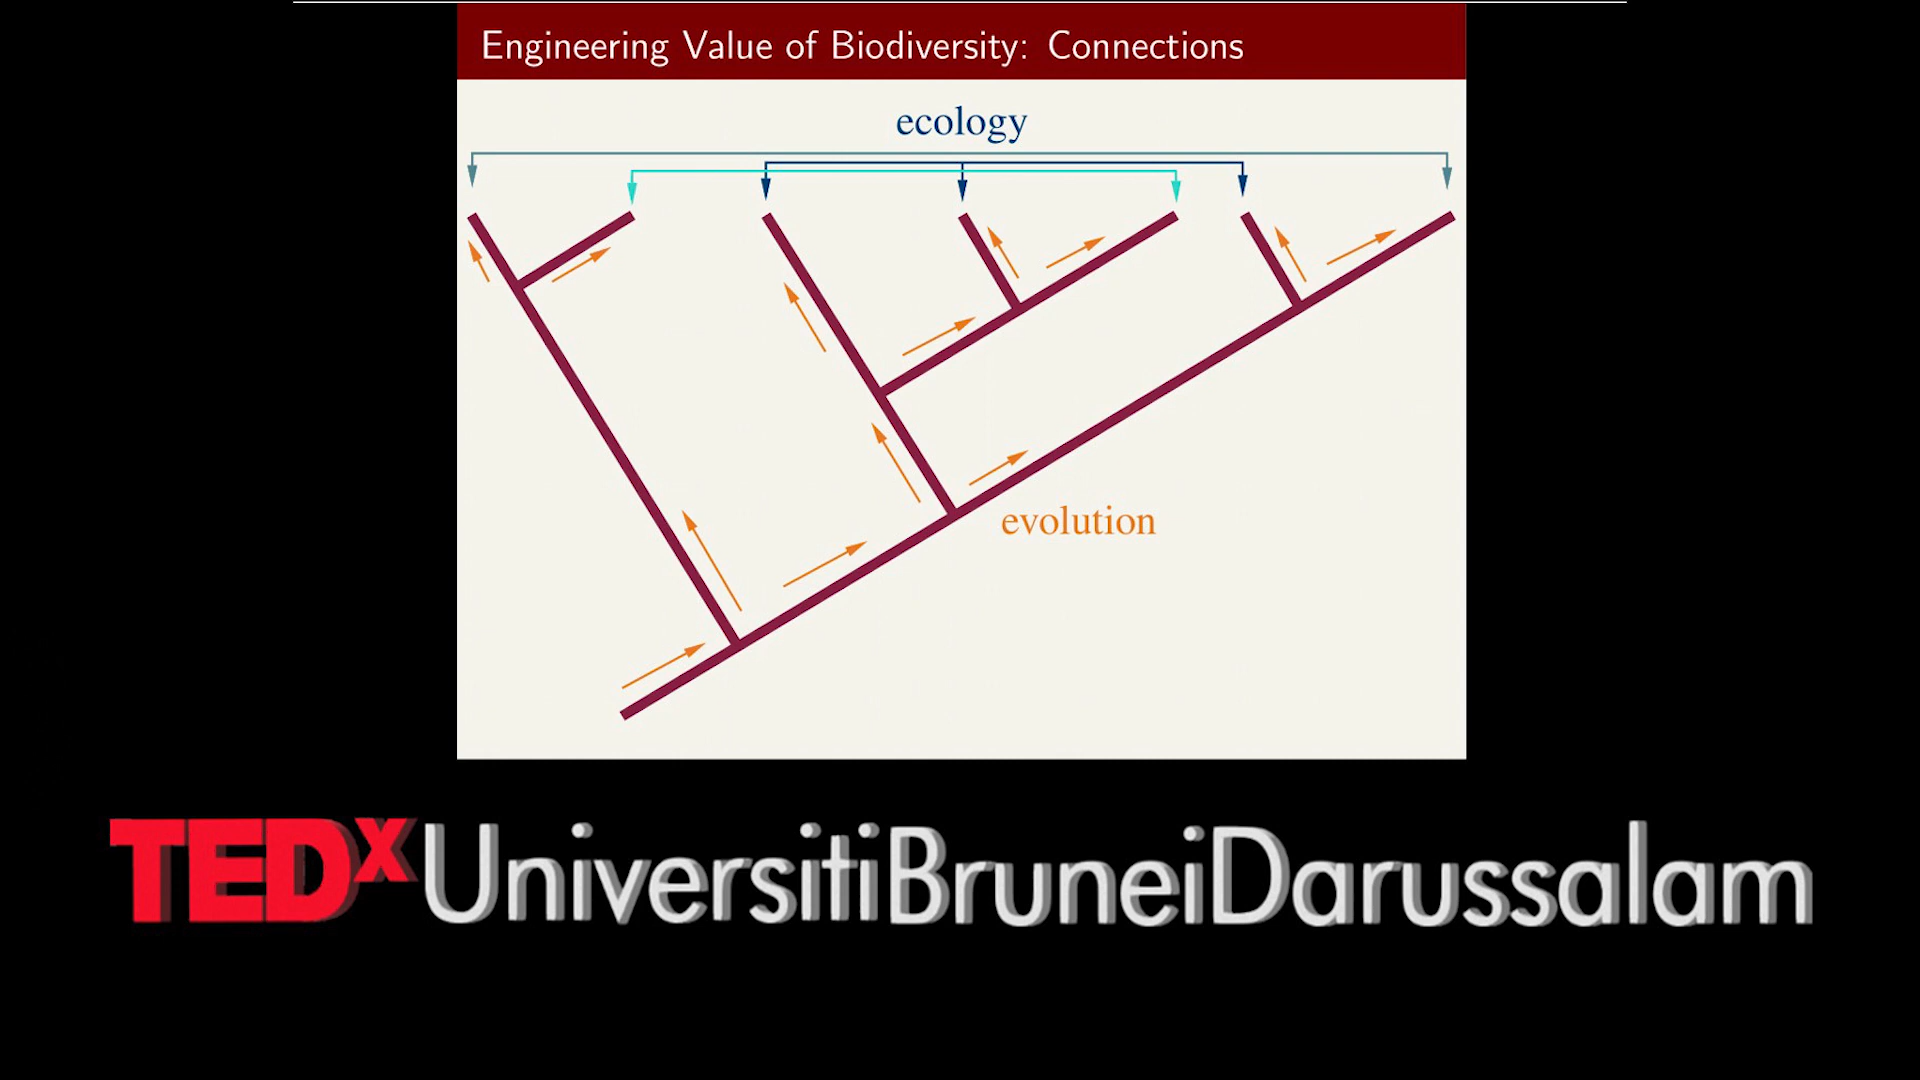 Engineering Value of Biodiversity: Connections
ecology
evolution
TEDxUniversitiBruneiDarussalam